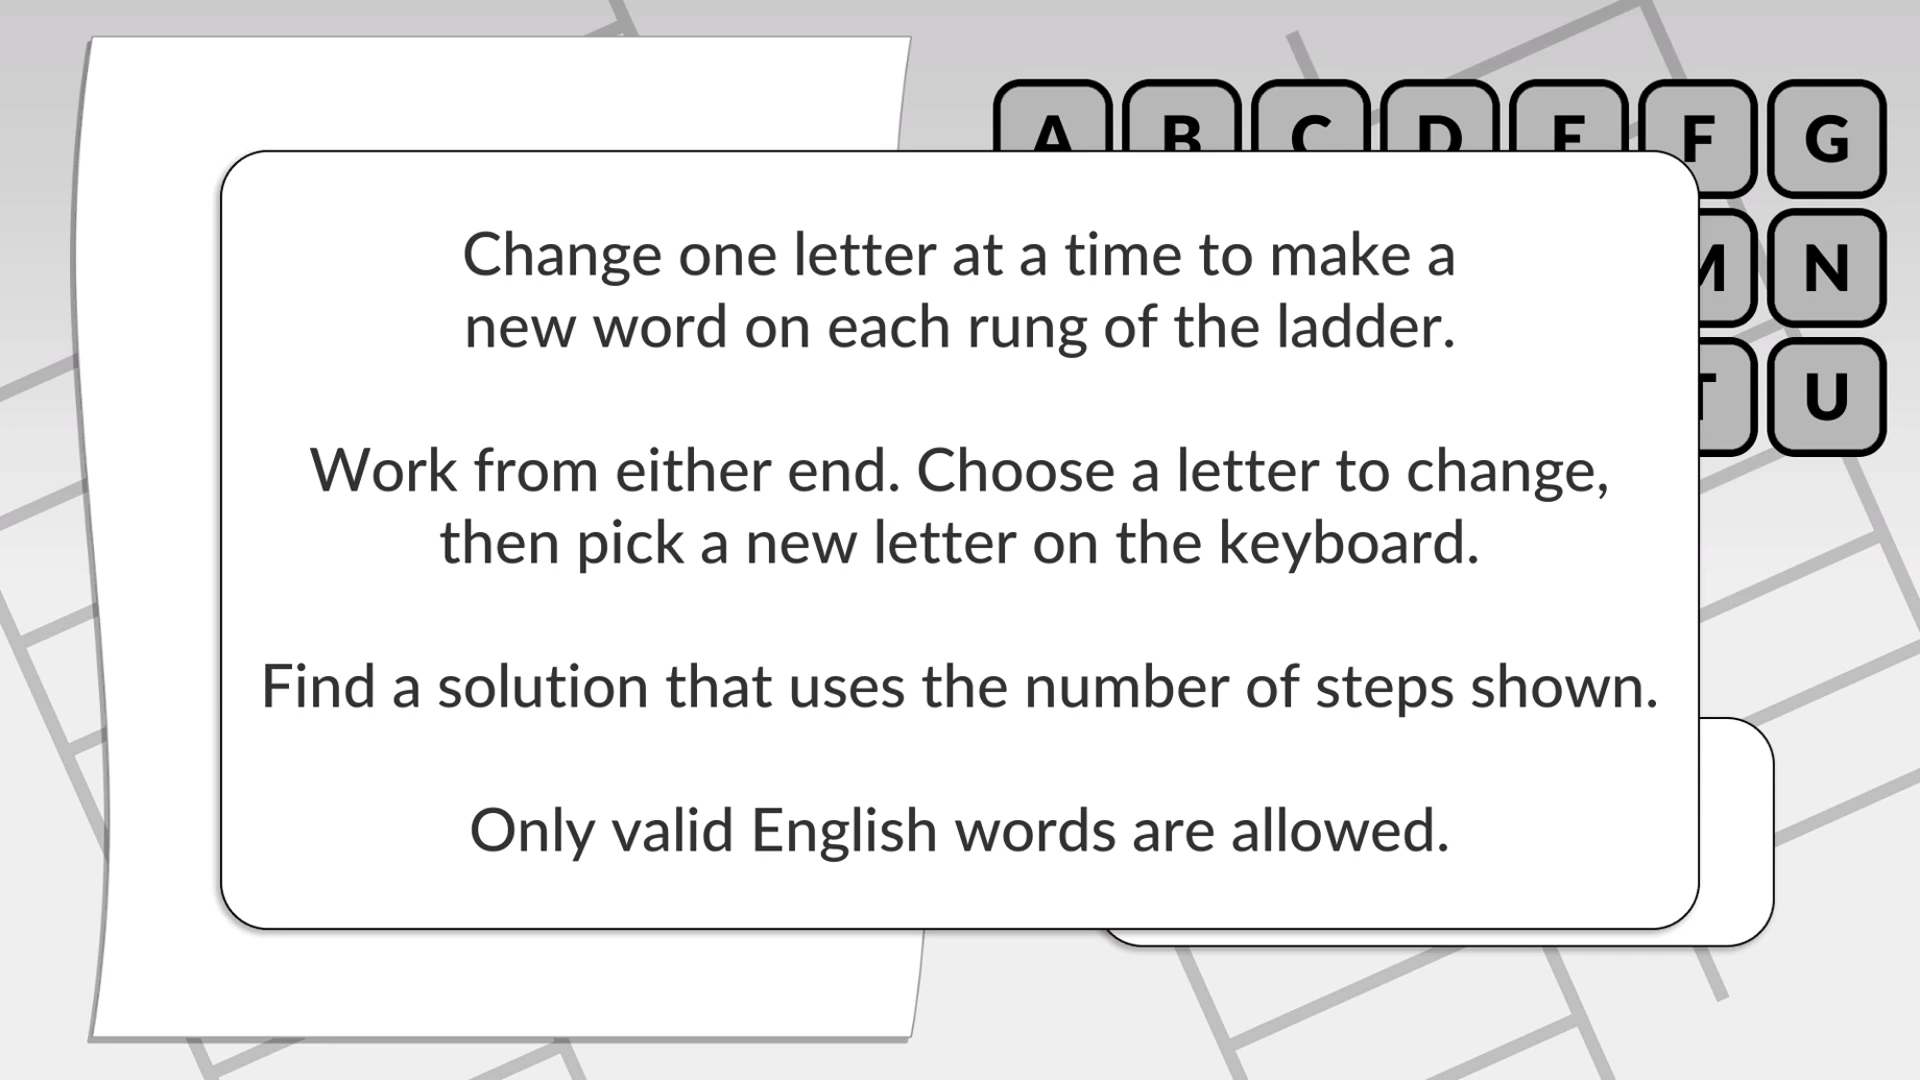 A B C D E F G
M N
T U
Change one letter at a time to make a
new word on each rung of the ladder.
Work from either end. Choose a letter to change,
then pick a new letter on the keyboard.
Find a solution that uses the number of steps shown.
Only valid English words are allowed.